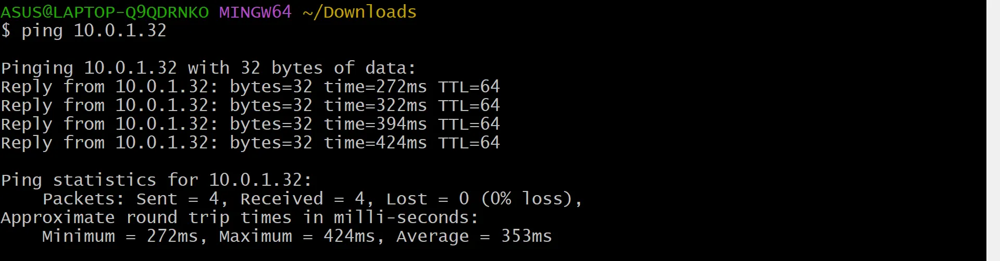 ASUS@LAPTOP-Q9QDRNKO MINGW64 ~/Downloads
$ ping 10.0.1.32
Pinging 10.0.1.32 with 32 bytes of data:
Reply from 10.0.1.32: bytes=32 time=272ms TTL=64
Reply from 10.0.1.32: bytes=32 time=322ms TTL=64
Reply from 10.0.1.32: bytes=32 time=394ms TTL=64
Reply from 10.0.1.32: bytes=32 time=424ms TTL=64
Ping statistics for 10.0.1.32:
    Packets: Sent = 4, Received = 4, Lost = 0 (0% loss),
Approximate round trip times in milli-seconds:
    Minimum = 272ms, Maximum = 424ms, Average = 353ms